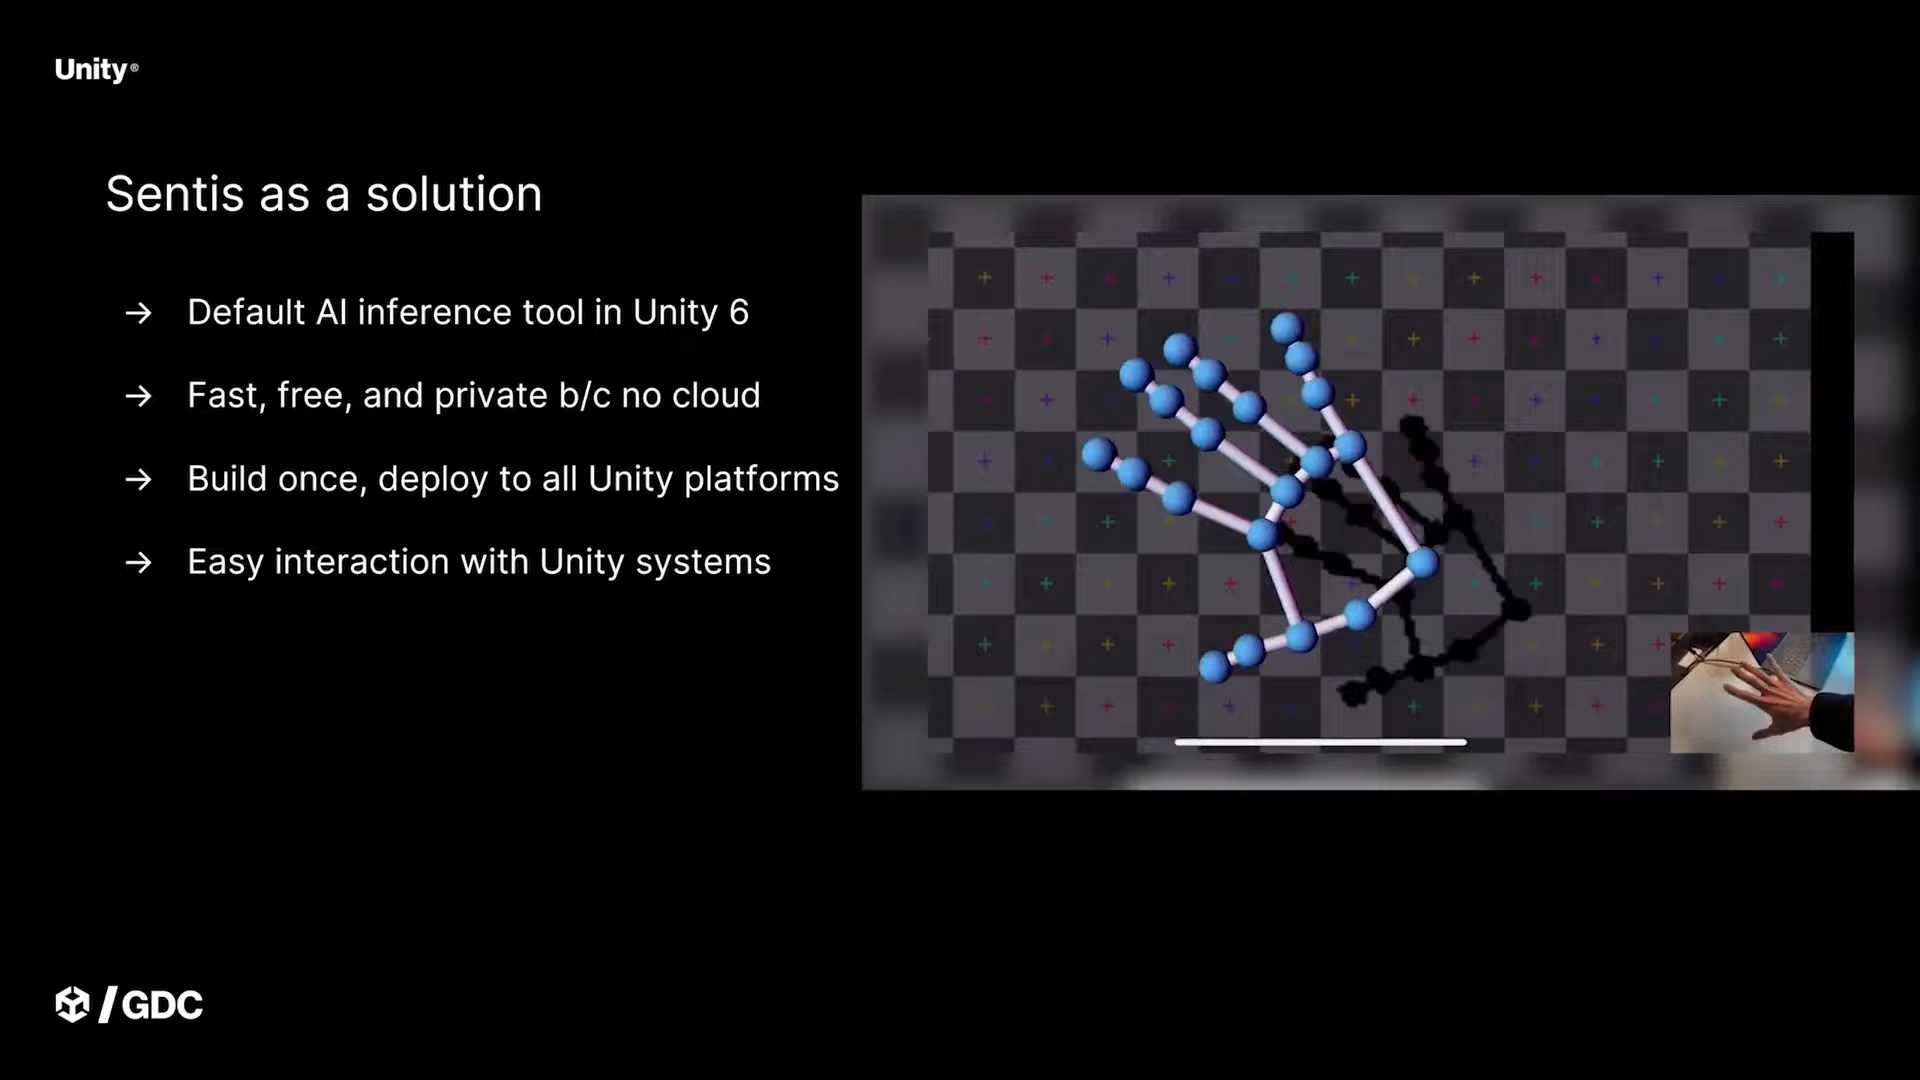 Unity®
Sentis as a solution
→ Default AI inference tool in Unity 6
→ Fast, free, and private b/c no cloud
→ Build once, deploy to all Unity platforms
→ Easy interaction with Unity systems
/GDC